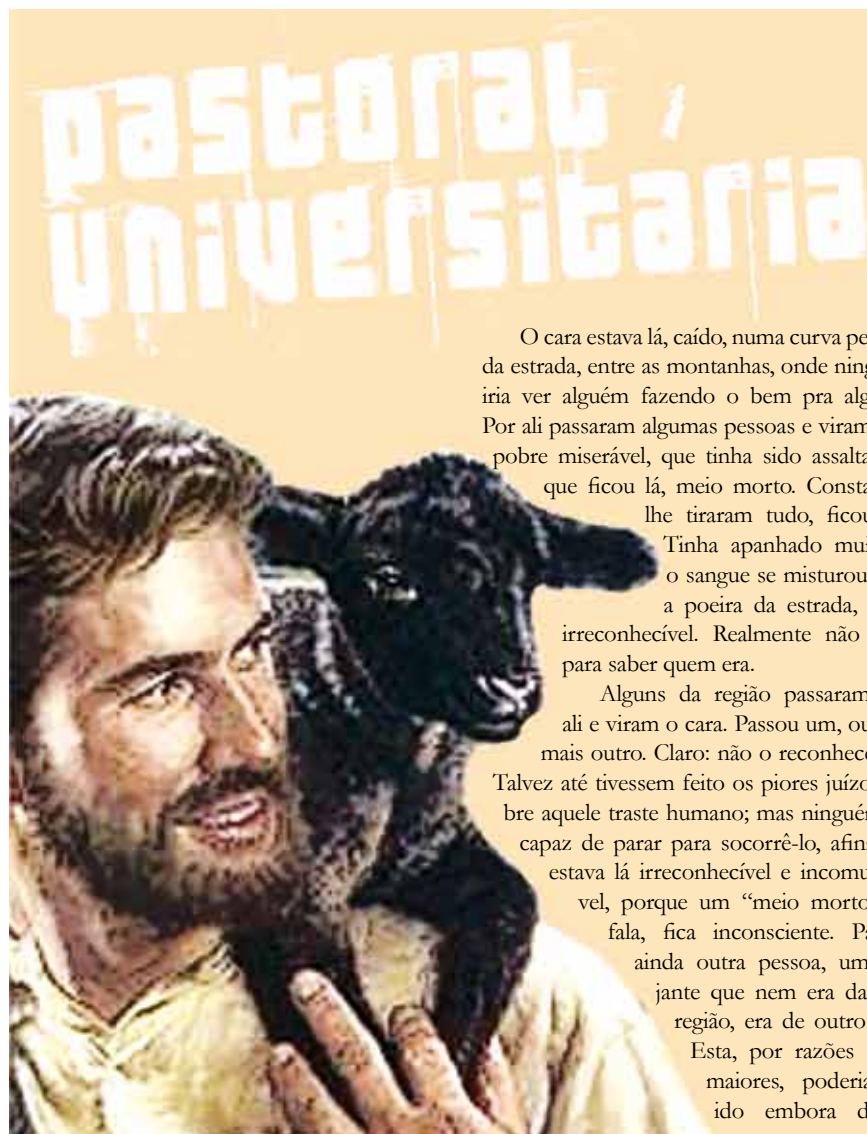 pastoral
universitária
O cara estava lá, caído, numa curva pe
da estrada, entre as montanhas, onde ning
iria ver alguém fazendo o bem pra alg
Por ali passaram algumas pessoas e viram
pobre miserável, que tinha sido assalta
que ficou lá, meio morto. Consta
lhe tiraram tudo, ficou
Tinha apanhado mui
o sangue se misturou
a poeira da estrada,
irreconhecível. Realmente não
para saber quem era.
Alguns da região passaram
ali e viram o cara. Passou um, ou
mais outro. Claro: não o reconhece
Talvez até tivessem feito os piores juízo
bre aquele traste humano; mas ningué
capaz de parar para socorrê-lo, afin
estava lá irreconhecível e incomu
vel, porque um “meio morto
fala, fica inconsciente. Pa
ainda outra pessoa, um
jante que nem era da
região, era de outro
Esta, por razões
maiores, poderia
ido embora d